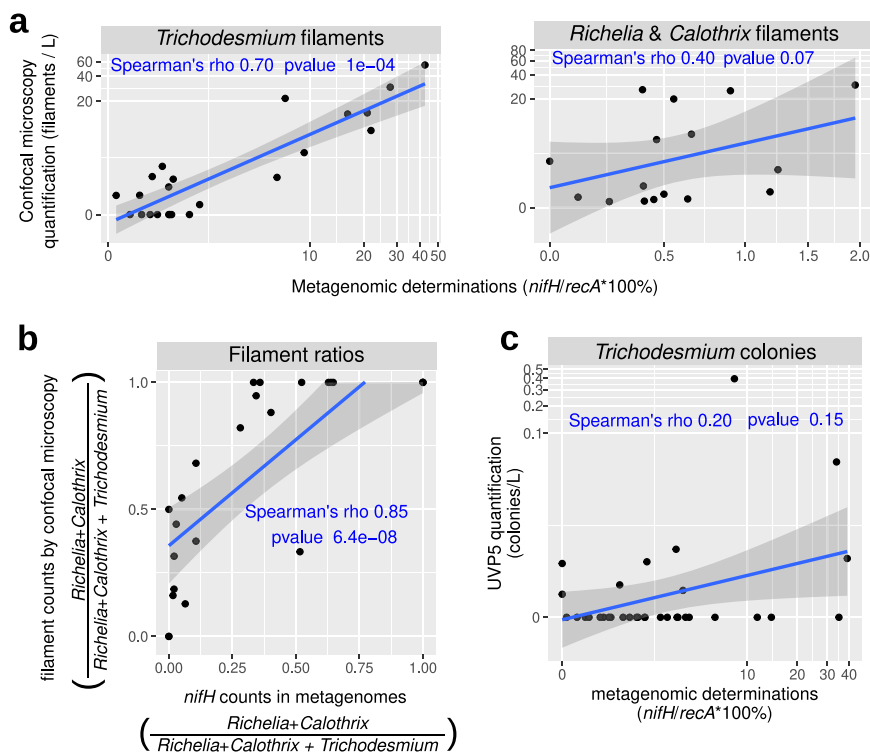 a
Trichodesmium filaments
Spearman's rho 0.70 pvalue 1e−04
Confocal microscopy
quantification (filaments / L)
60
40
20
0
0 10 20 30 40 50
Richelia & Calothrix filaments
Spearman's rho 0.40 pvalue 0.07
80
60
40
20
0
0.0 0.5 1.0 2.0
Metagenomic determinations (nifH/recA*100%)
b
Filament ratios
filament counts by confocal microscopy
( Richelia+Calothrix
Richelia+Calothrix + Trichodesmium )
1.0
0.5
0.0
Spearman's rho 0.85
pvalue 6.4e−08
0.00 0.25 0.50 0.75 1.00
nifH counts in metagenomes
( Richelia+Calothrix
Richelia+Calothrix + Trichodesmium )
c
Trichodesmium colonies
UVP5 quantification
(colonies/L)
0.5
0.4
0.3
0.2
0.1
0
Spearman's rho 0.20 pvalue 0.15
0 10 20 30 40
metagenomic determinations
(nifH/recA*100%)